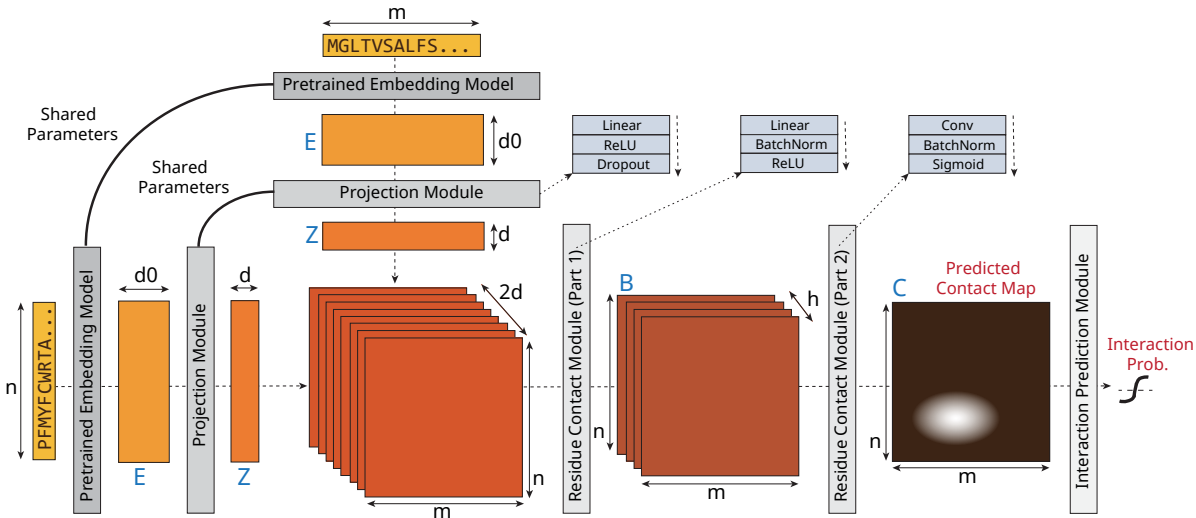 m
MGLTVSALFS...
Pretrained Embedding Model
Shared
Parameters
E
d0
Linear
ReLU
Dropout
Linear
BatchNorm
ReLU
Conv
BatchNorm
Sigmoid
Shared
Parameters
Projection Module
Z
d
n
PFMYFCWRTA...
Pretrained Embedding Model
d0
E
Projection Module
d
Z
2d
n
m
Residue Contact Module (Part 1)
B
h
n
m
Residue Contact Module (Part 2)
C
Predicted
Contact Map
n
m
Interaction Prediction Module
Interaction
Prob.